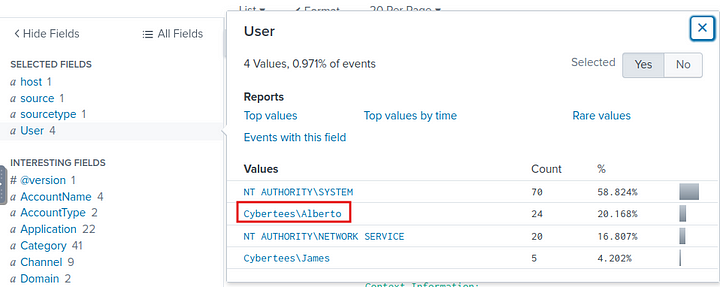 List ▾ ✓ Format 20 Per Page ▾
< Hide Fields
All Fields
SELECTED FIELDS
a host 1
a source 1
a sourcetype 1
a User 4
INTERESTING FIELDS
# @version 1
a AccountName 4
a AccountType 2
a Application 22
a Category 41
a Channel 9
a Domain 2
User
4 Values, 0.971% of events
Selected
Yes
No
Reports
Top values
Top values by time
Rare values
Events with this field
Values Count %
NT AUTHORITY\SYSTEM 70 58.824%
Cybertees\Alberto 24 20.168%
NT AUTHORITY\NETWORK SERVICE 20 16.807%
Cybertees\James 5 4.202%
Context Information: